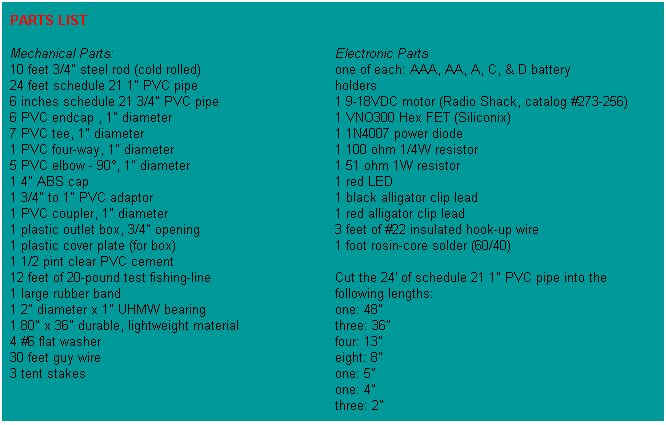 PARTS LIST
Mechanical Parts:
10 feet 3/4" steel rod (cold rolled)
24 feet schedule 21 1" PVC pipe
6 inches schedule 21 3/4" PVC pipe
6 PVC endcap , 1" diameter
7 PVC tee, 1" diameter
1 PVC four-way, 1" diameter
5 PVC elbow - 90°, 1" diameter
1 4" ABS cap
1 3/4" to 1" PVC adaptor
1 PVC coupler, 1" diameter
1 plastic outlet box, 3/4" opening
1 plastic cover plate (for box)
1 1/2 pint clear PVC cement
12 feet of 20-pound test fishing-line
1 large rubber band
1 2" diameter x 1" UHMW bearing
1 80" x 36" durable, lightweight material
4 #6 flat washer
30 feet guy wire
3 tent stakes
Electronic Parts
one of each: AAA, AA, A, C, & D battery
holders
1 9-18VDC motor (Radio Shack, catalog #273-256)
1 VNO300 Hex FET (Siliconix)
1 1N4007 power diode
1 100 ohm 1/4W resistor
1 51 ohm 1W resistor
1 red LED
1 black alligator clip lead
1 red alligator clip lead
3 feet of #22 insulated hook-up wire
1 foot rosin-core solder (60/40)
Cut the 24' of schedule 21 1" PVC pipe into the
following lengths:
one: 48"
three: 36"
four: 13"
eight: 8"
one: 5"
one: 4"
three: 2"